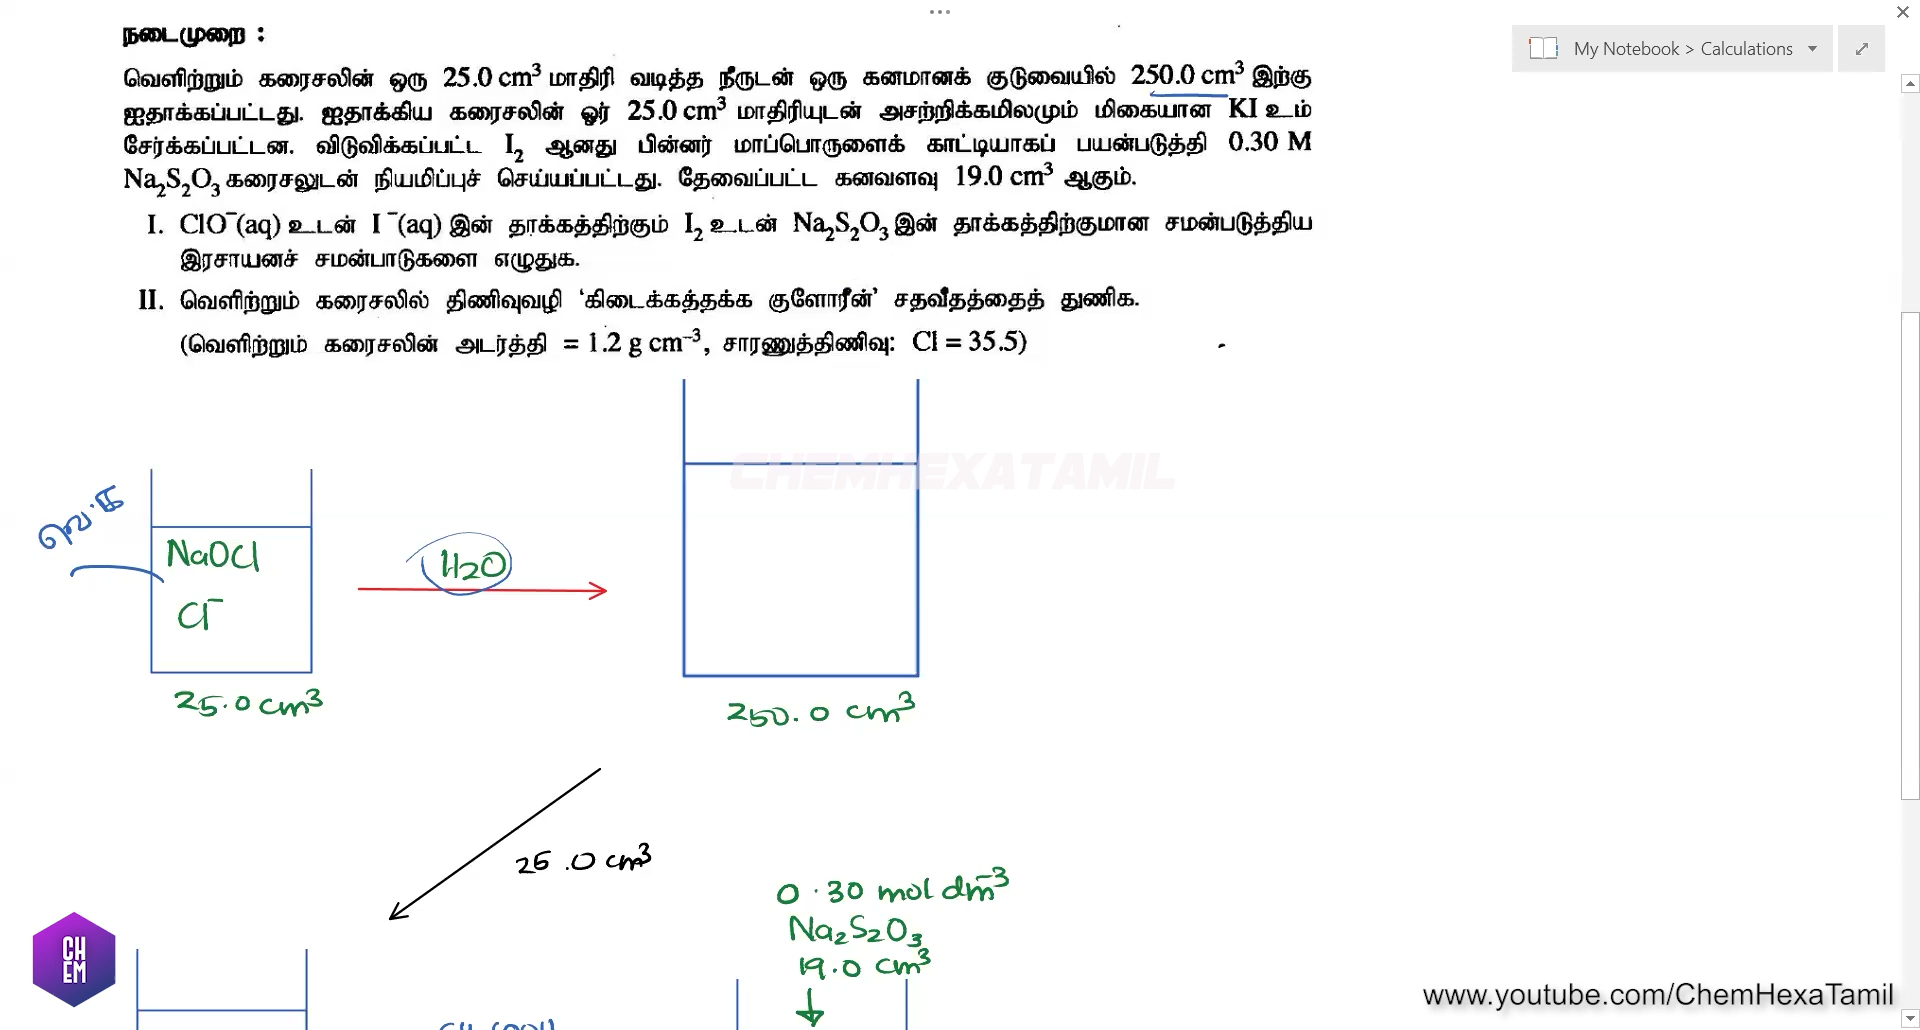 நடைமுறை :
My Notebook > Calculations
வெளிற்றும் கரைசலின் ஒரு 25.0 cm³ மாதிரி வடித்த நீருடன் ஒரு கனமானக் குடுவையில் 250.0 cm³ இற்கு
ஐதாக்கப்பட்டது. ஐதாக்கிய கரைசலின் ஓர் 25.0 cm³ மாதிரியுடன் அசற்றிக்கமிலமும் மிகையான KI உம்
சேர்க்கப்பட்டன. விடுவிக்கப்பட்ட I₂ ஆனது பின்னர் மாப்பொருளைக் காட்டியாகப் பயன்படுத்தி 0.30 M
Na₂S₂O₃ கரைசலுடன் நியமிப்புச் செய்யப்பட்டது. தேவைப்பட்ட கனவளவு 19.0 cm³ ஆகும்.
I. ClO⁻(aq) உடன் I⁻(aq) இன் தாக்கத்திற்கும் I₂ உடன் Na₂S₂O₃ இன் தாக்கத்திற்குமான சமன்படுத்திய
இரசாயனச் சமன்பாடுகளை எழுதுக.
II. வெளிற்றும் கரைசலில் திணிவுவழி ‘கிடைக்கத்தக்க குளோரீன்’ சதவீதத்தைத் துணிக.
(வெளிற்றும் கரைசலின் அடர்த்தி = 1.2 g cm⁻³, சாரணுத்திணிவு: Cl = 35.5)
CHEMHEXATAMIL
வெ.க
NaOCl
H₂O
Cl⁻
25.0 cm³
250.0 cm³
25.0 cm³
0.30 mol dm⁻³
Na₂S₂O₃
19.0 cm³
CH
EM
www.youtube.com/ChemHexaTamil